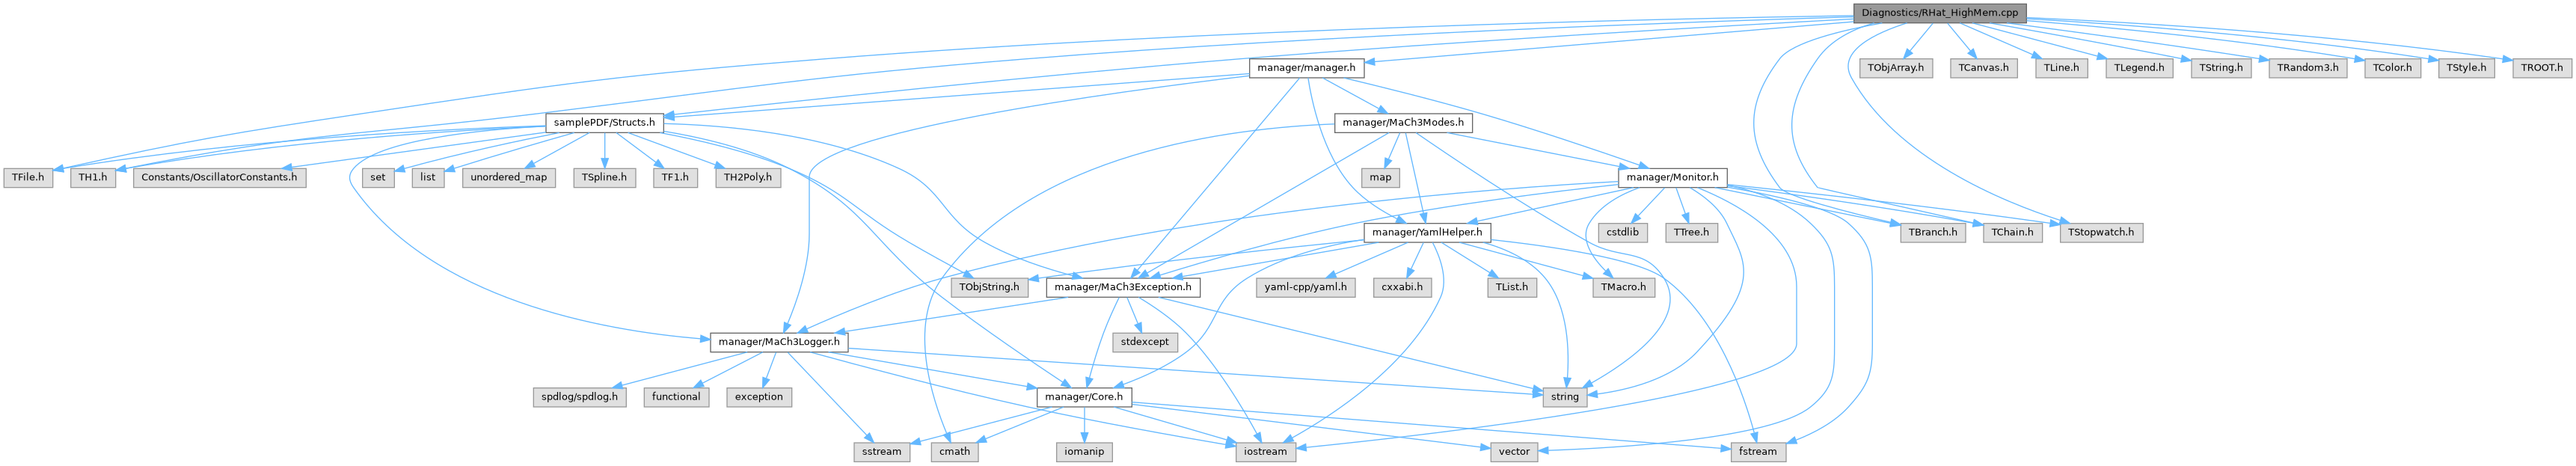 Diagnostics/RHat_HighMem.cpp
manager/manager.h
TObjArray.h
TCanvas.h
TLine.h
TLegend.h
TString.h
TRandom3.h
TColor.h
TStyle.h
TROOT.h
samplePDF/Structs.h
manager/MaCh3Modes.h
TFile.h
TH1.h
Constants/OscillatorConstants.h
set
list
unordered_map
TSpline.h
TF1.h
TH2Poly.h
map
manager/Monitor.h
manager/YamlHelper.h
cstdlib
TTree.h
TBranch.h
TChain.h
TStopwatch.h
TObjString.h
manager/MaCh3Exception.h
yaml-cpp/yaml.h
cxxabi.h
TList.h
TMacro.h
manager/MaCh3Logger.h
stdexcept
spdlog/spdlog.h
functional
exception
manager/Core.h
string
sstream
cmath
iomanip
iostream
vector
fstream